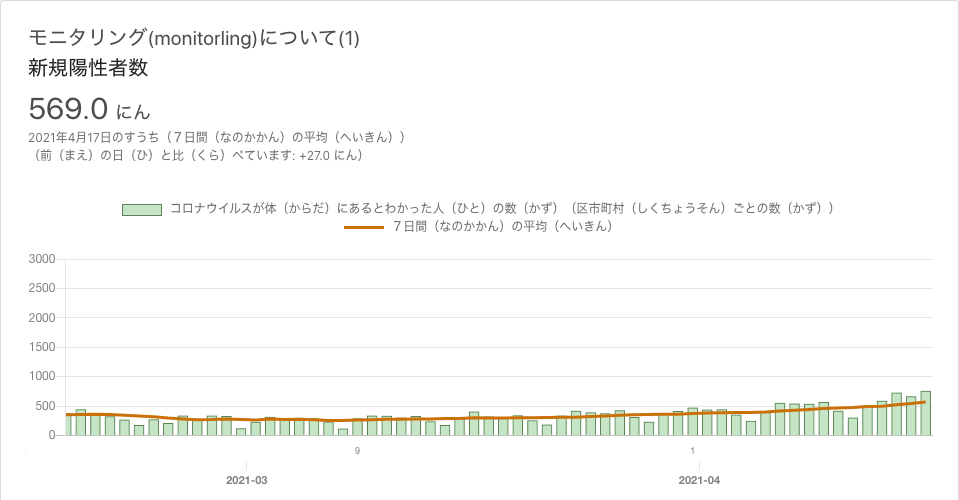 モニタリング(monitorling)について(1)
新規陽性者数
569.0 にん
2021年4月17日のすうち（７日間（なのかかん）の平均（へいきん））
（前（まえ）の日（ひ）と比（くら）べています: +27.0 にん）
コロナウイルスが体（からだ）にあるとわかった人（ひと）の数（かず）（区市町村（しくちょうそん）ごとの数（かず））
７日間（なのかかん）の平均（へいきん）
3000
2500
2000
1500
1000
500
0
9 1
2021-03 2021-04